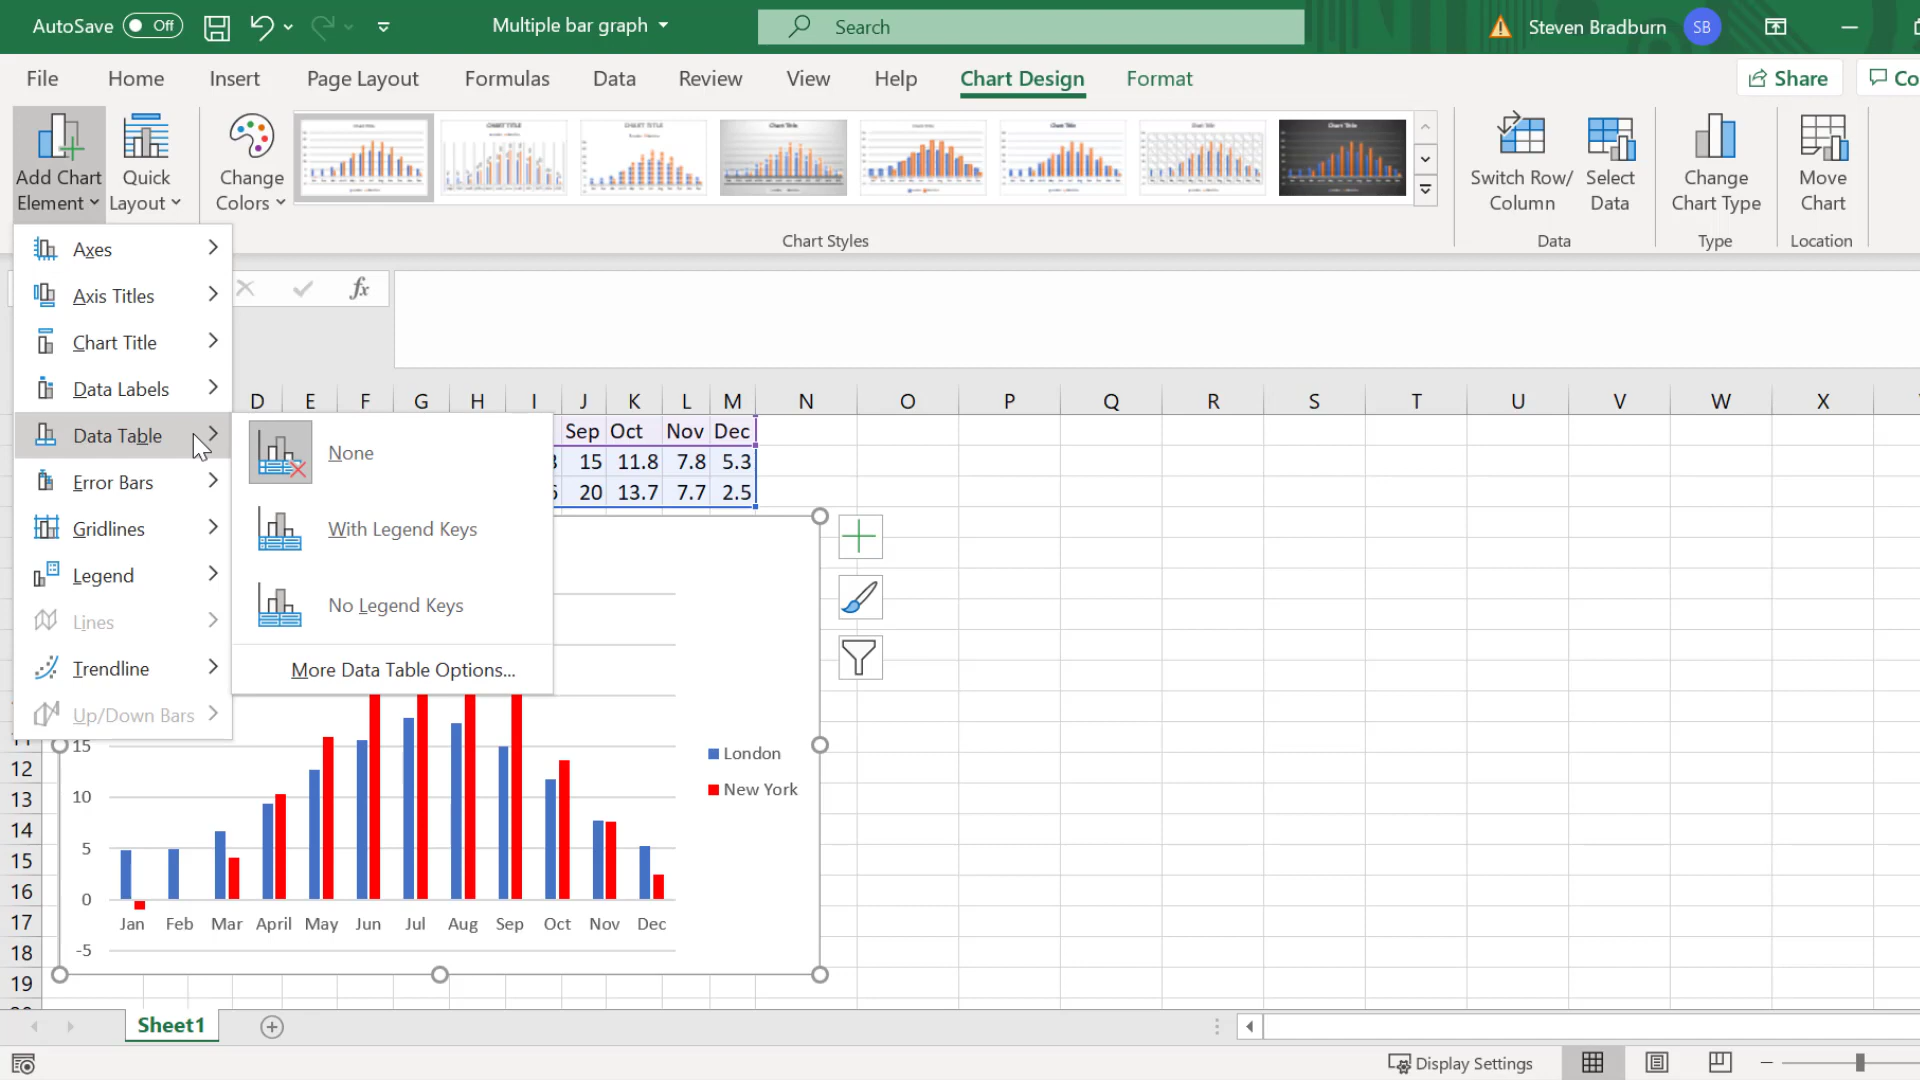 AutoSave Off Multiple bar graph Search Steven Bradburn SB
File Home Insert Page Layout Formulas Data Review View Help Chart Design Format Share Co
Add Chart Element
Quick Layout
Change Colors
Switch Row/ Column
Select Data
Change Chart Type
Move Chart
Chart Styles Data Type Location
Axes
Axis Titles
Chart Title
Data Labels
Data Table
Error Bars
Gridlines
Legend
Lines
Trendline
Up/Down Bars
None
With Legend Keys
No Legend Keys
More Data Table Options...
fx
D E F G H I J K L M N O P Q R S T U V W X
Sep Oct Nov Dec
15 11.8 7.8 5.3
20 13.7 7.7 2.5
12
13
14
15
16
17
18
19
15
10
5
0
-5
Jan Feb Mar April May Jun Jul Aug Sep Oct Nov Dec
London
New York
Sheet1
Display Settings